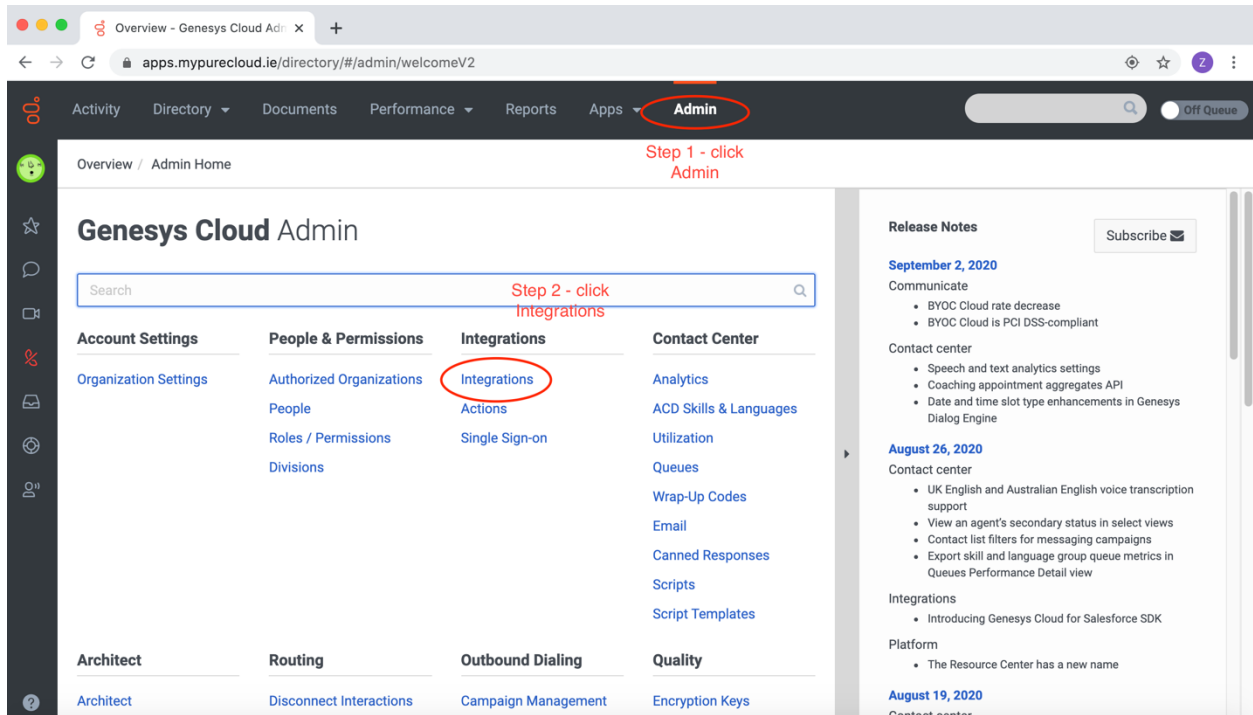 Overview - Genesys Cloud Adn
apps.mypurecloud.ie/directory/#/admin/welcomeV2
Z
Activity Directory Documents Performance Reports Apps Admin
Off Queue
Overview / Admin Home
Step 1 - click
Admin
Genesys Cloud Admin
Search
Step 2 - click
Integrations
Account Settings
Organization Settings
People & Permissions
Authorized Organizations
People
Roles / Permissions
Divisions
Integrations
Integrations
Actions
Single Sign-on
Contact Center
Analytics
ACD Skills & Languages
Utilization
Queues
Wrap-Up Codes
Email
Canned Responses
Scripts
Script Templates
Architect
Architect
Routing
Disconnect Interactions
Outbound Dialing
Campaign Management
Quality
Encryption Keys
Release Notes
Subscribe
September 2, 2020
Communicate
• BYOC Cloud rate decrease
• BYOC Cloud is PCI DSS-compliant
Contact center
• Speech and text analytics settings
• Coaching appointment aggregates API
• Date and time slot type enhancements in Genesys
Dialog Engine
August 26, 2020
Contact center
• UK English and Australian English voice transcription
support
• View an agent's secondary status in select views
• Contact list filters for messaging campaigns
• Export skill and language group queue metrics in
Queues Performance Detail view
Integrations
• Introducing Genesys Cloud for Salesforce SDK
Platform
• The Resource Center has a new name
August 19, 2020
Contact center